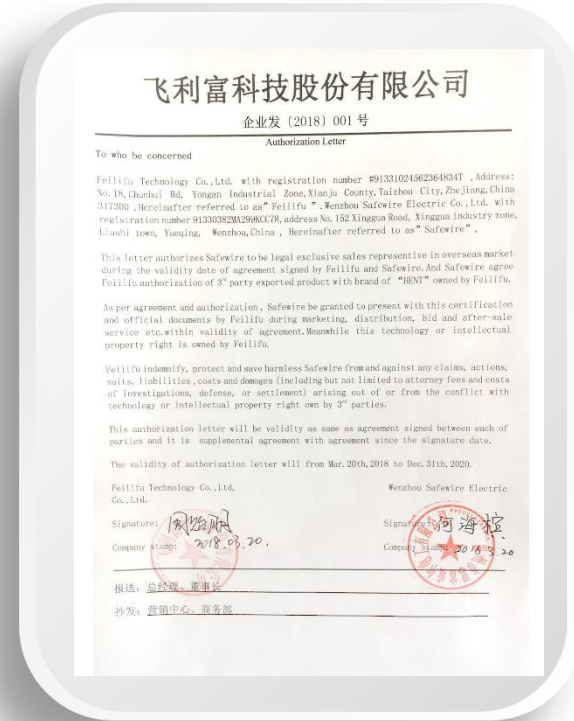 飞利富科技股份有限公司
企业发〔2018〕001 号
Authorization Letter
To who be concerned
Feilifu Technology Co.,Ltd. with registration number #91331024562364834T ,Address:
No.18,Chunhui Rd, Yongan Industrial Zone,Xianju County,Taizhou City,Zhejiang,China
317300 ,Hereinafter referred to as" Feilifu ".Wenzhou Safewire Electric Co.,Ltd. with
registration number 91330382MA299KCC78, address No. 152 Xingguo Road, Xingguo industry zone,
Liushi town, Yueqing, Wenzhou,China , Hereinafter referred to as" Safewire",
This letter authorizes Safewire to be legal exclusive sales representive in overseas market
during the validity date of agreement signed by Feilifu and Safewire. And Safewire agree
Feilifu authorization of 3rd party exported product with brand of "HENT" owned by Feilifu.
As per agreement and authorization , Safewire be granted to present with this certification
and official documents by Feilifu during marketing, distribution, bid and after-sale
service etc.within validity of agreement.Meanwhile this technology or intellectual
property right is owned by Feilifu.
Feilifu indemnify, protect and save harmless Safewire from and against any claims, actions,
suits, liabilities ,costs and damages (including but not limited to attorney fees and costs
of investigations, defense, or settlement) arising out of or from the conflict with
technology or intellectual property right own by 3rd parties.
This authorization letter will be validity as same as agreement signed between each of
parties and it is supplemental agreement with agreement since the signature date.
The validity of authorization letter will from Mar. 20th, 2018 to Dec. 31th, 2020.
Feilifu Technology Co.,Ltd. Wenzhou Safewire Electric
Co.,Ltd.
Signature: Signature: 何海
Company stamp: 2018.03.20. Company stamp: 2018.3.20
报送：总经理、董事长
抄发：营销中心、商务部